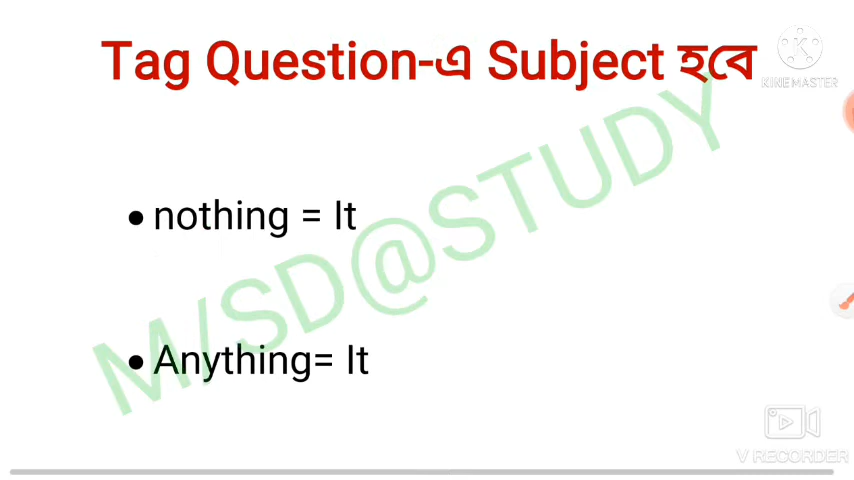 Tag Question-এ Subject হবে
KINEMASTER
• nothing = It
M/SD@STUDY
• Anything= It
V RECORDER